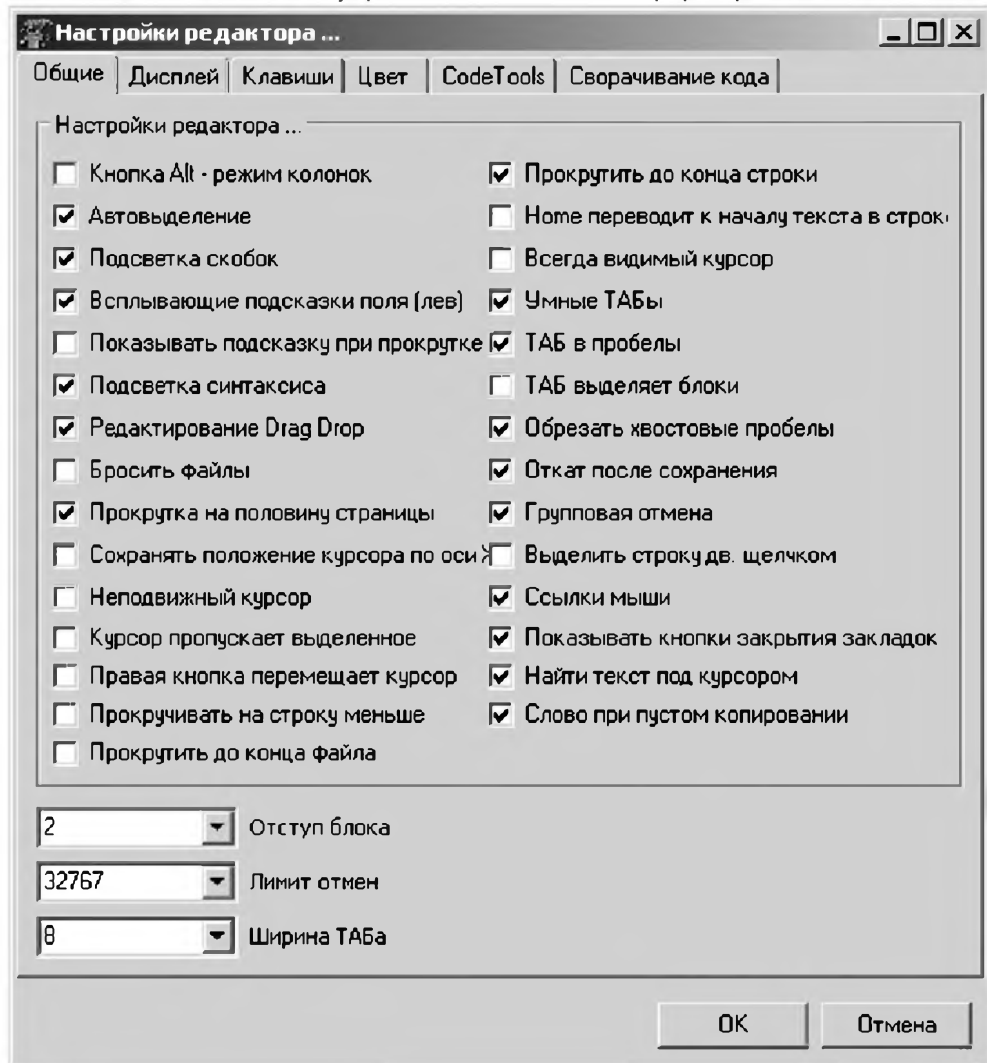 Настройки редактора ...
Общие
Дисплей
Клавиши
Цвет
CodeTools
Сворачивание кода
Настройки редактора ...
Кнопка Alt - режим колонок
Автовыделение
Подсветка скобок
Всплывающие подсказки поля (лев)
Показывать подсказку при прокрутке
Подсветка синтаксиса
Редактирование Drag Drop
Бросить файлы
Прокрутка на половину страницы
Сохранять положение курсора по оси
Неподвижный курсор
Курсор пропускает выделенное
Правая кнопка перемещает курсор
Прокручивать на строку меньше
Прокрутить до конца файла
Прокрутить до конца строки
Home переводит к началу текста в строк
Всегда видимый курсор
Умные ТАБы
ТАБ в пробелы
ТАБ выделяет блоки
Обрезать хвостовые пробелы
Откат после сохранения
Групповая отмена
Выделить строку дв. щелчком
Ссылки мыши
Показывать кнопки закрытия закладок
Найти текст под курсором
Слово при пустом копировании
2
Отступ блока
32767
Лимит отмен
8
Ширина ТАБа
OK
Отмена